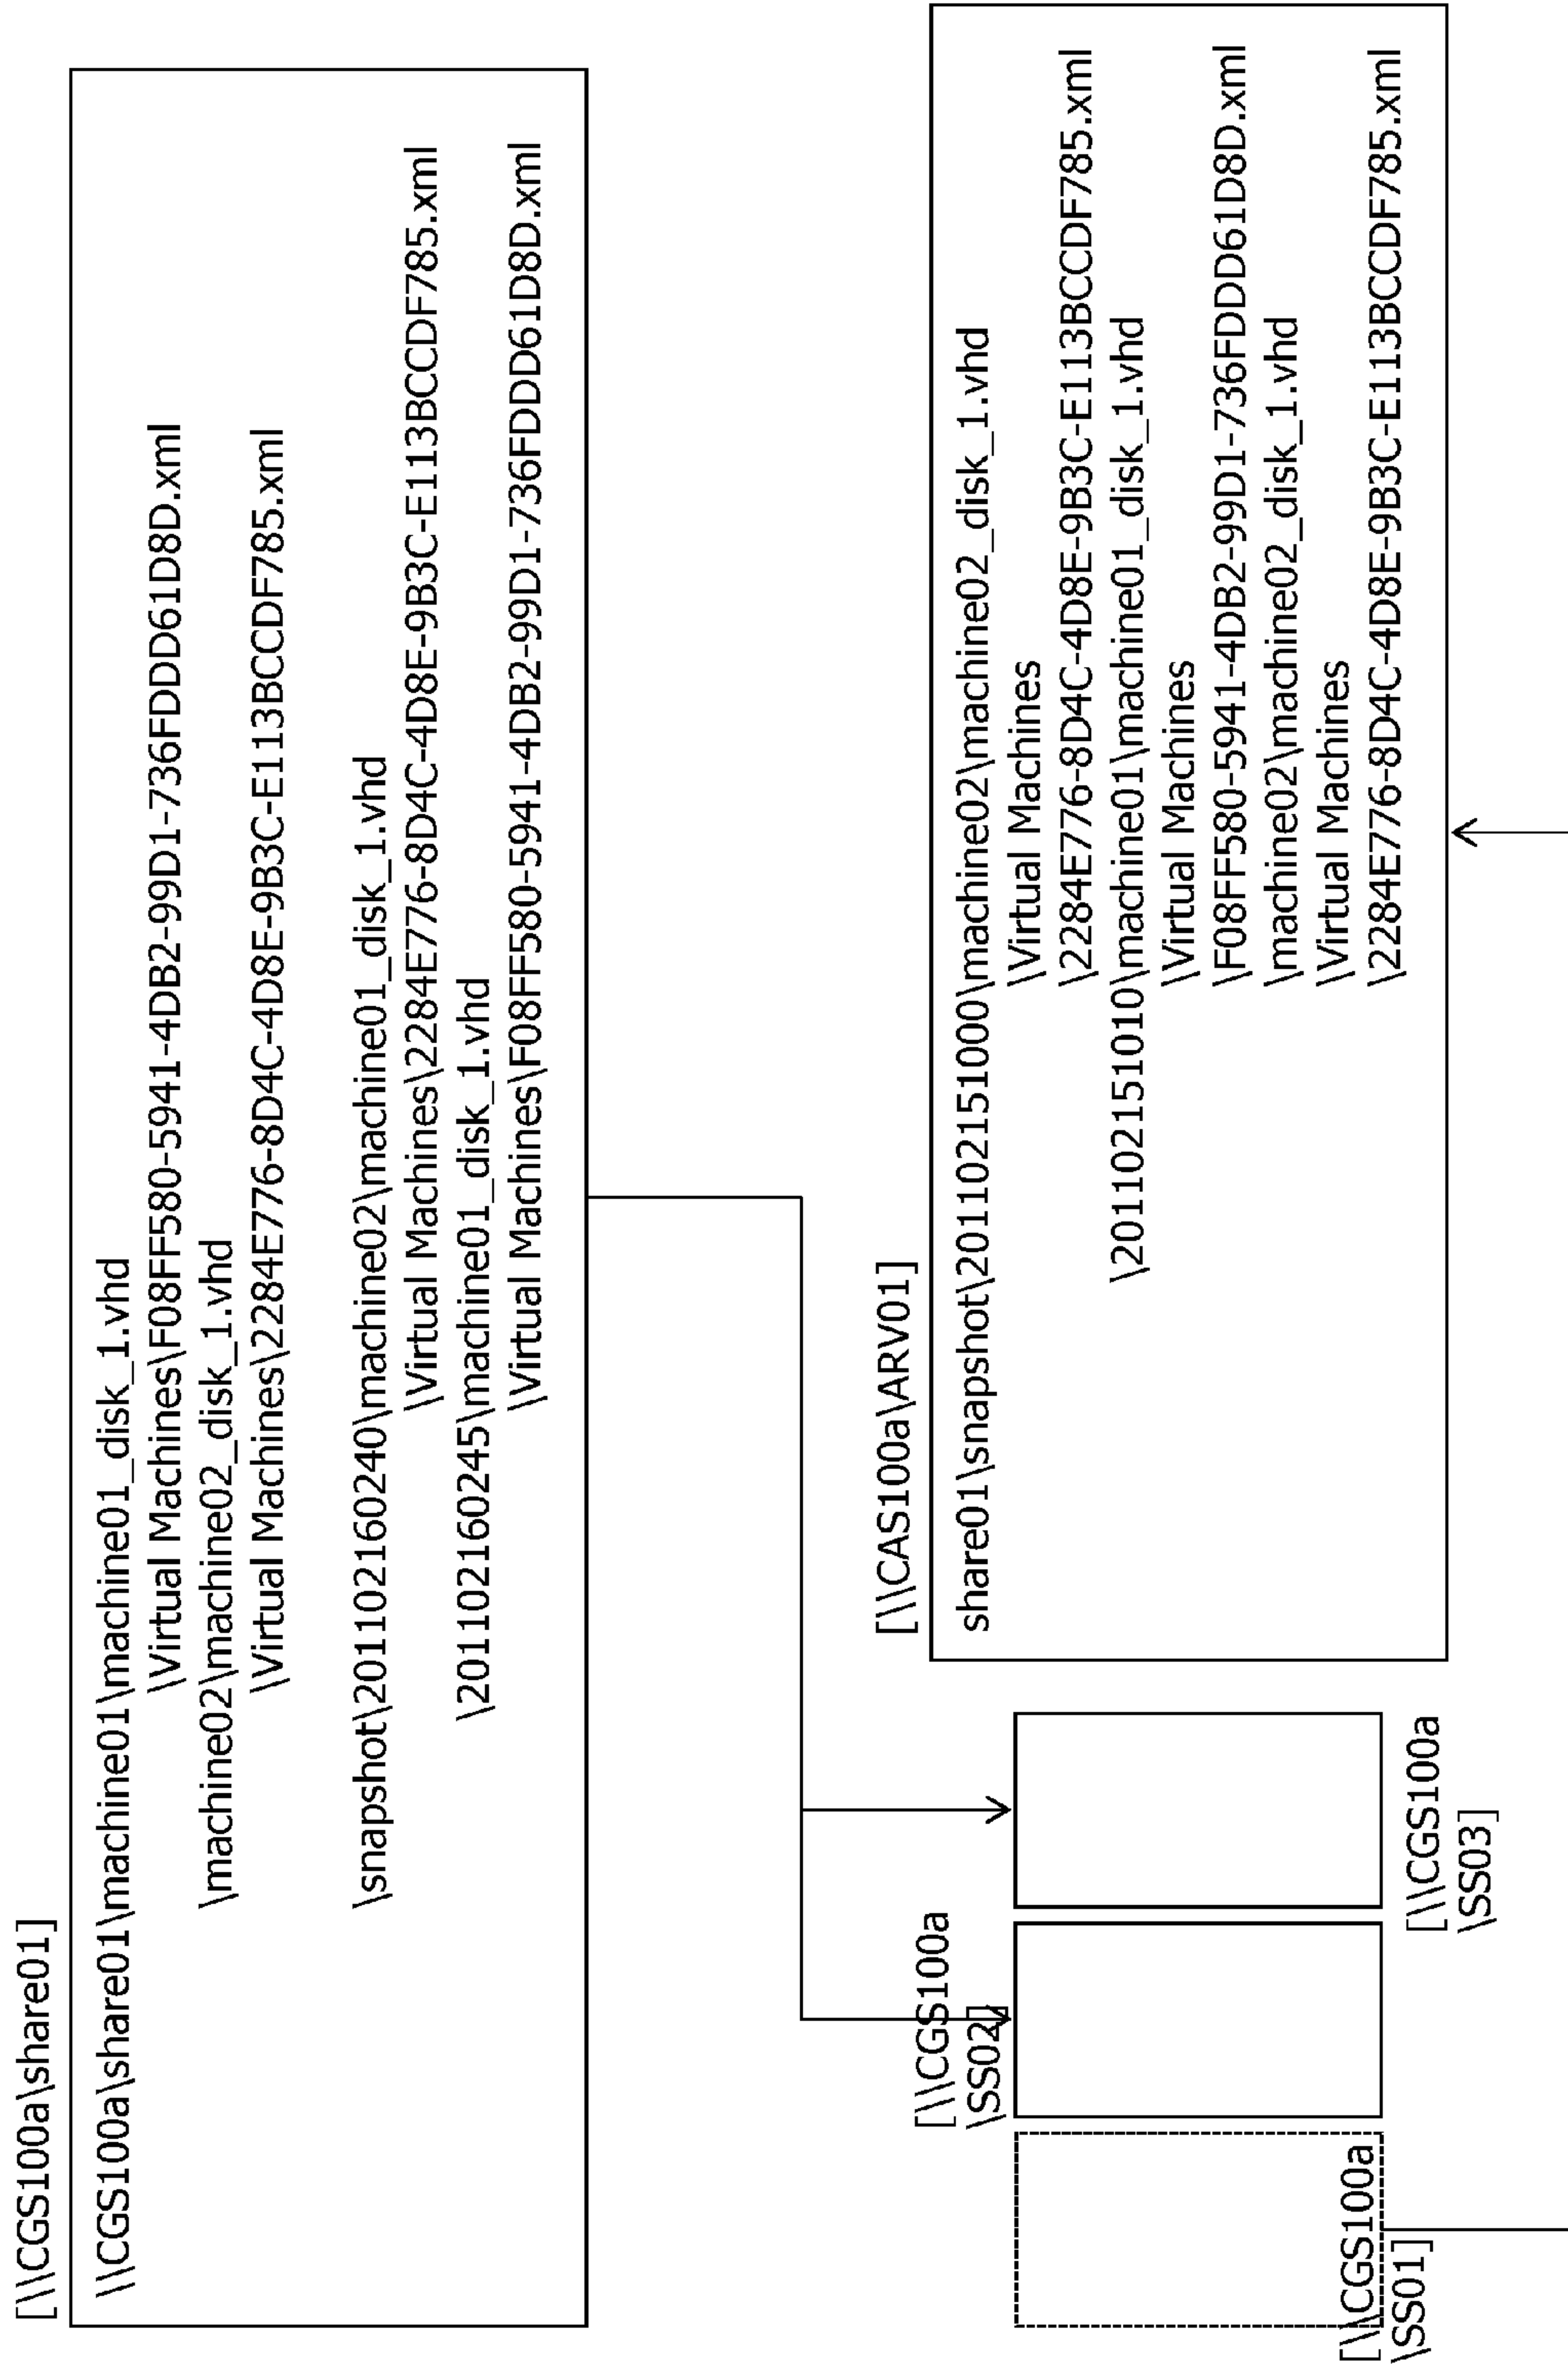 [\\CGS100a\share01]
\\CGS100a\share01\machine01\machine01_disk_1.vhd
\Virtual Machines\F08FF580-5941-4DB2-99D1-736FDDD61D8D.xml
\machine02\machine02_disk_1.vhd
\Virtual Machines\2284E776-8D4C-4D8E-9B3C-E113BCCDF785.xml
\snapshot\201102160240\machine02\machine01_disk_1.vhd
\Virtual Machines\2284E776-8D4C-4D8E-9B3C-E113BCCDF785.xml
\201102160245\machine01_disk_1.vhd
\Virtual Machines\F08FF580-5941-4DB2-99D1-736FDDD61D8D.xml
[\\CAS100a\ARV01]
share01\snapshot\201102151000\machine02\machine02_disk_1.vhd
\Virtual Machines
\2284E776-8D4C-4D8E-9B3C-E113BCCDF785.xml
\201102151010\machine01\machine01_disk_1.vhd
\Virtual Machines
\F08FF580-5941-4DB2-99D1-736FDDD61D8D.xml
\machine02\machine02_disk_1.vhd
\Virtual Machines
\2284E776-8D4C-4D8E-9B3C-E113BCCDF785.xml
[\\CGS100a
\SS01]
[\\CGS100a
\SS02]
[\\CGS100a
\SS03]